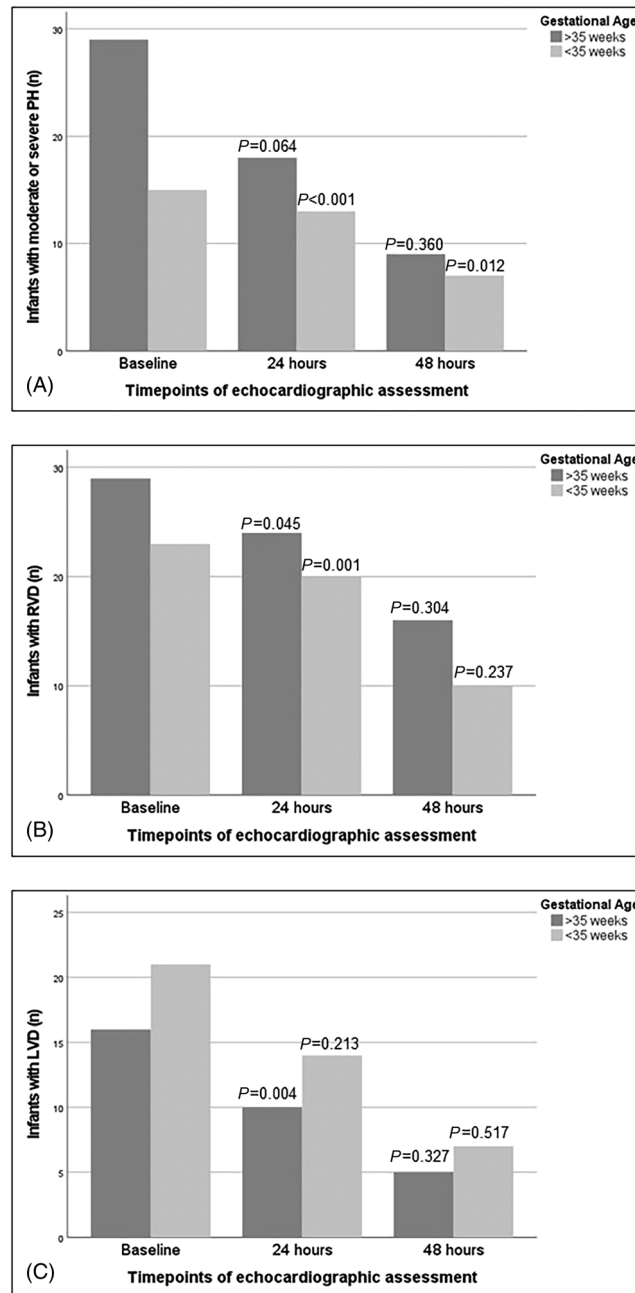 Gestational Age
>35 weeks
<35 weeks
Infants with moderate or severe PH (n)
30
20
10
0
P=0.064
P<0.001
P=0.360
P=0.012
Baseline
24 hours
48 hours
(A)
Timepoints of echocardiographic assessment
Gestational Age
>35 weeks
<35 weeks
Infants with RVD (n)
30
20
10
0
P=0.045
P=0.001
P=0.304
P=0.237
Baseline
24 hours
48 hours
(B)
Timepoints of echocardiographic assessment
Gestational Age
>35 weeks
<35 weeks
Infants with LVD (n)
25
20
15
10
5
0
P=0.004
P=0.213
P=0.327
P=0.517
Baseline
24 hours
48 hours
(C)
Timepoints of echocardiographic assessment